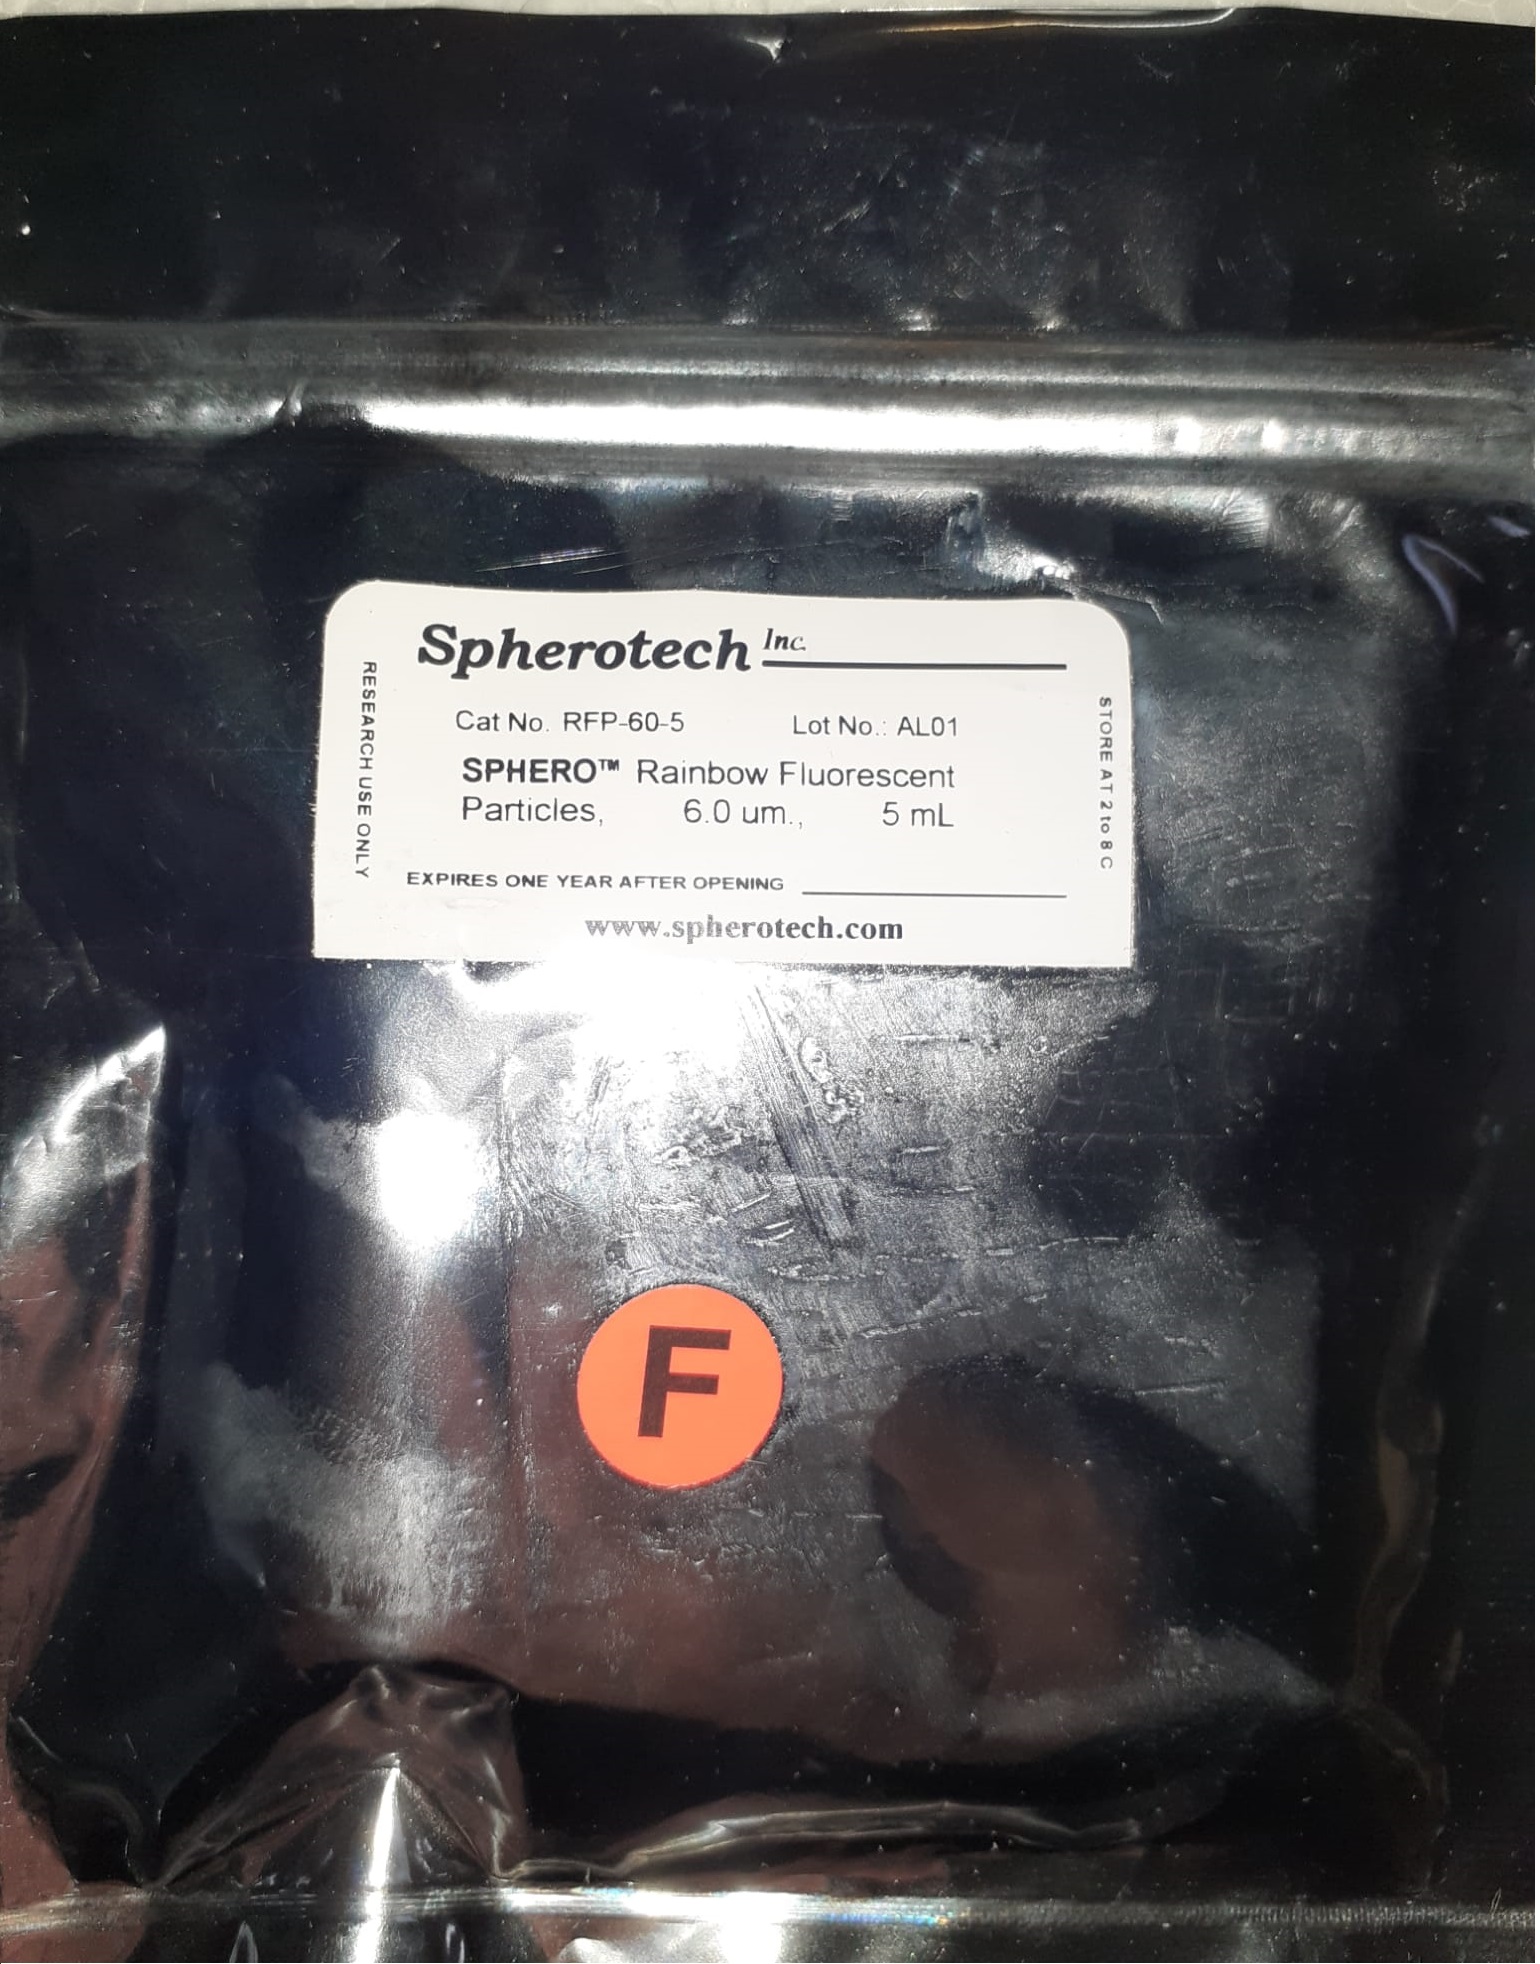 Spherotech Inc.
Cat No. RFP-60-5 Lot No.: AL01
SPHERO™ Rainbow Fluorescent
Particles, 6.0 um., 5 mL
EXPIRES ONE YEAR AFTER OPENING
www.spherotech.com
RESEARCH USE ONLY
STORE AT 2 to 8 C
F